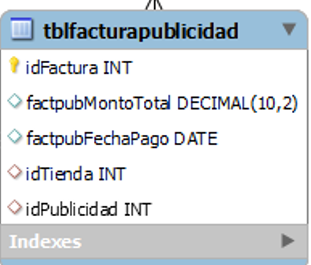 tblfacturapublicidad
idFactura INT
factpubMontoTotal DECIMAL(10,2)
factpubFechaPago DATE
idTienda INT
idPublicidad INT
Indexes